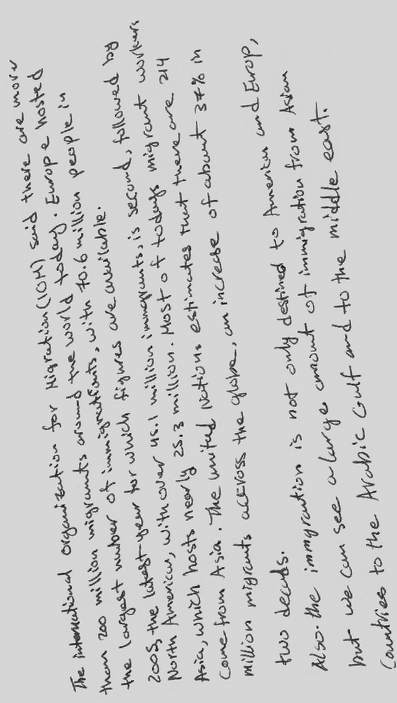 The international Organization for Migration (IOM) said there are more
than 200 million migrants around the world today. Europe hosted
the largest number of immigrationts, with 70.6 million people in
2005, the latest year for which figures are available.
North American, with over 45.1 million immigrants, is second, followed by
Asia, which hosts nearly 25.3 million. Most of todays migrant workers
Come from Asia. The united Nations estimates that there are 214
million migrants across the globe, an increase of about 37% in
two decads.
Also. the immgration is not only destined to American and Europ,
but we can see a large amount of immigration from Asian
Countries to the Arabic Gulf and to the middle east.